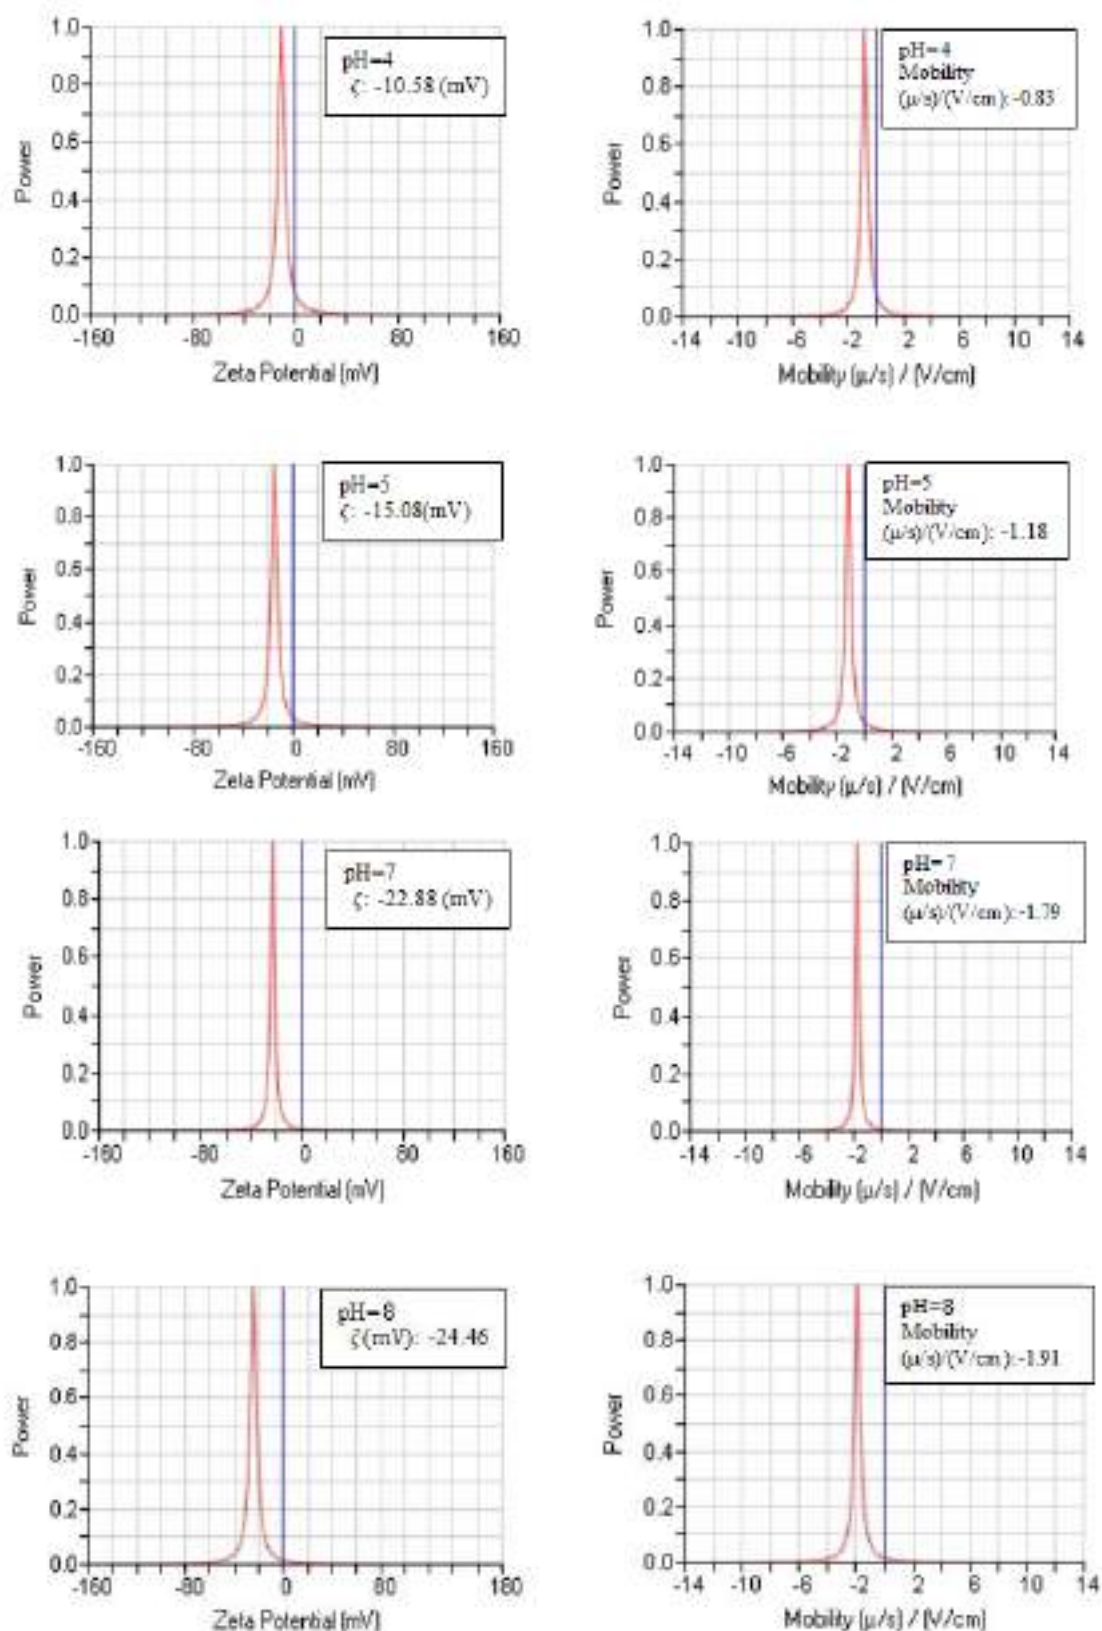 1.0
0.8
0.6
0.4
0.2
0.0
Power
-160
-80
0
80
160
Zeta Potential (mV)
pH=4
ζ: -10.58 (mV)
1.0
0.8
0.6
0.4
0.2
0.0
Power
-14
-10
-6
-2
2
6
10
14
Mobility (μ/s) / (V/cm)
pH=4
Mobility
(μ/s)/(V/cm):-0.83
1.0
0.8
0.6
0.4
0.2
0.0
Power
-160
-80
0
80
160
Zeta Potential (mV)
pH=5
ζ: -15.08(mV)
1.0
0.8
0.6
0.4
0.2
0.0
Power
-14
-10
-6
-2
2
6
10
14
Mobility (μ/s) / (V/cm)
pH=5
Mobility
(μ/s)/(V/cm): -1.18
1.0
0.8
0.6
0.4
0.2
0.0
Power
-160
-80
0
80
160
Zeta Potential (mV)
pH=7
ζ: -22.88 (mV)
1.0
0.8
0.6
0.4
0.2
0.0
Power
-14
-10
-6
-2
2
6
10
14
Mobility (μ/s) / (V/cm)
pH=7
Mobility
(μ/s)/(V/cm):-1.79
1.0
0.8
0.6
0.4
0.2
0.0
Power
-160
-80
0
80
160
Zeta Potential (mV)
pH=8
ζ(mV): -24.46
1.0
0.8
0.6
0.4
0.2
0.0
Power
-14
-10
-6
-2
2
6
10
14
Mobility (μ/s) / (V/cm)
pH=8
Mobility
(μ/s)/(V/cm):-1.91